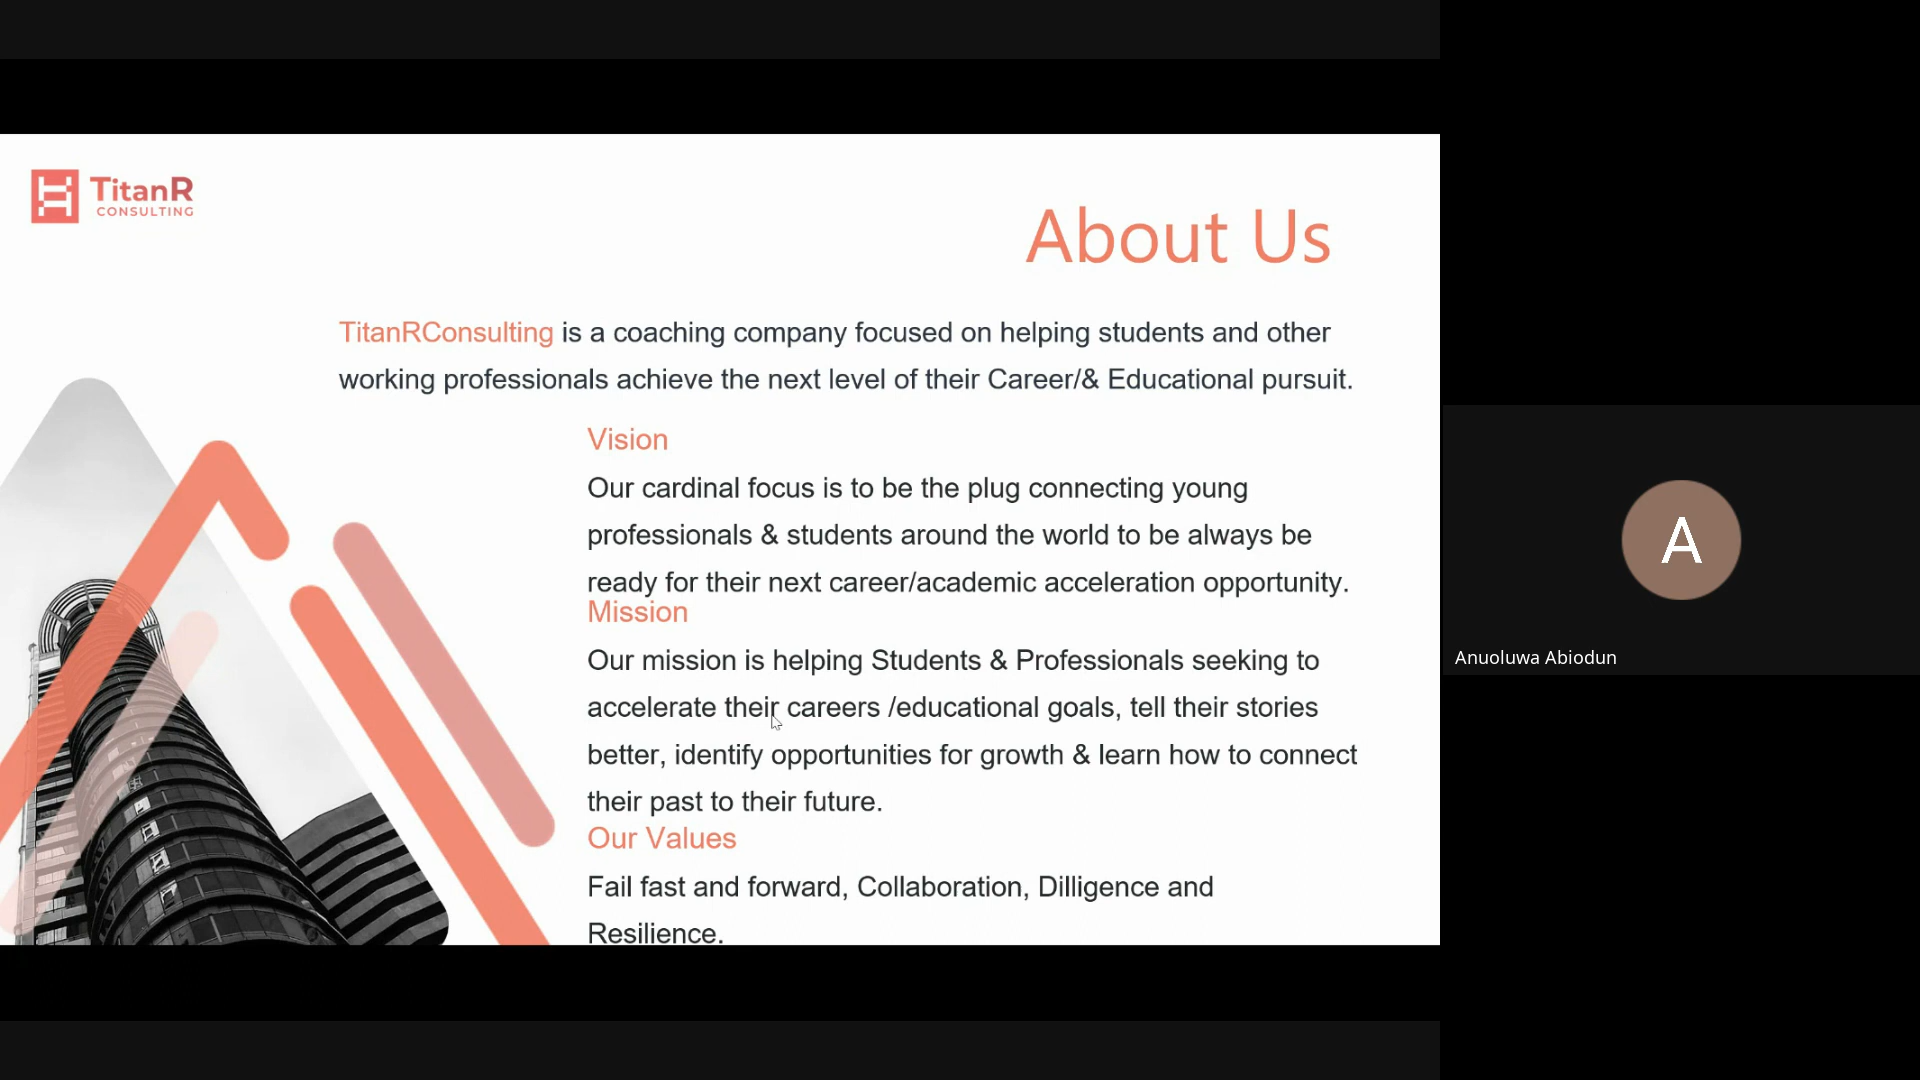 TitanR
CONSULTING
About Us
TitanRConsulting is a coaching company focused on helping students and other
working professionals achieve the next level of their Career/& Educational pursuit.
Vision
Our cardinal focus is to be the plug connecting young
professionals & students around the world to be always be
ready for their next career/academic acceleration opportunity.
Mission
Our mission is helping Students & Professionals seeking to
accelerate their careers /educational goals, tell their stories
better, identify opportunities for growth & learn how to connect
their past to their future.
Our Values
Fail fast and forward, Collaboration, Dilligence and
Resilience.
A
Anuoluwa Abiodun